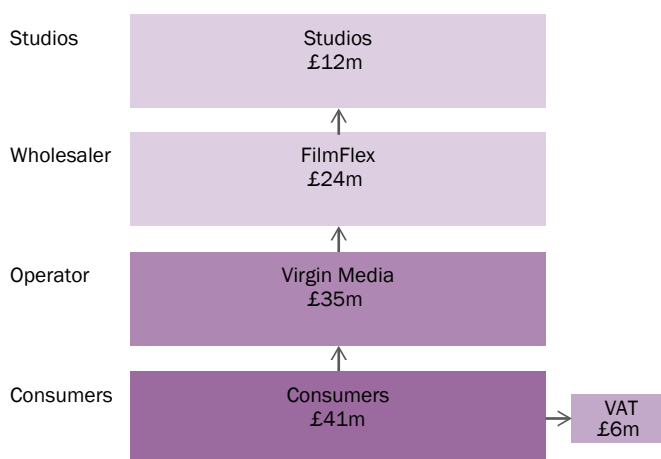 Studios
Studios
£12m
Wholesaler
FilmFlex
£24m
Operator
Virgin Media
£35m
Consumers
Consumers
£41m
VAT
£6m